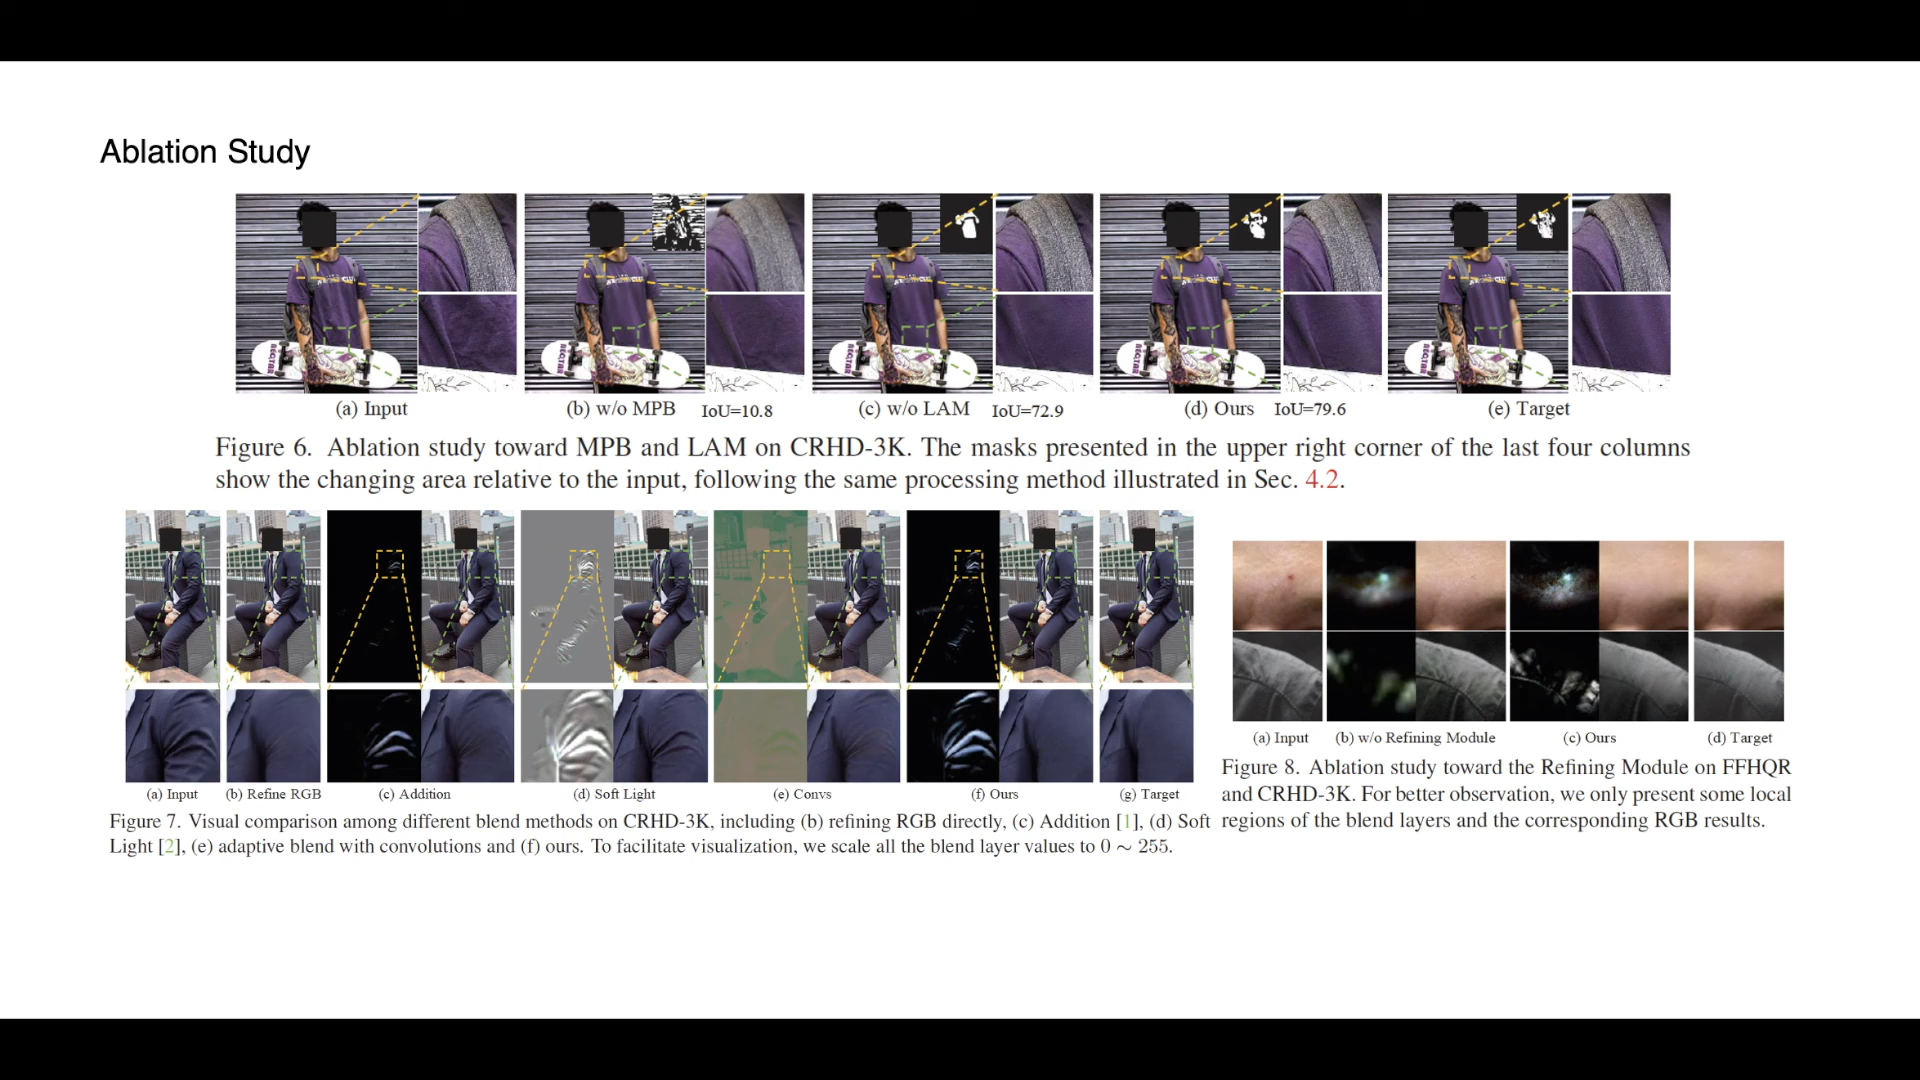 Ablation Study
(a) Input
(b) w/o MPB IoU=10.8
(c) w/o LAM IoU=72.9
(d) Ours IoU=79.6
(e) Target
Figure 6. Ablation study toward MPB and LAM on CRHD-3K. The masks presented in the upper right corner of the last four columns
show the changing area relative to the input, following the same processing method illustrated in Sec. 4.2.
(a) Input
(b) Refine RGB
(c) Addition
(d) Soft Light
(e) Convs
(f) Ours
(g) Target
Figure 7. Visual comparison among different blend methods on CRHD-3K, including (b) refining RGB directly, (c) Addition [1], (d) Soft
Light [2], (e) adaptive blend with convolutions and (f) ours. To facilitate visualization, we scale all the blend layer values to 0 ∼ 255.
(a) Input
(b) w/o Refining Module
(c) Ours
(d) Target
Figure 8. Ablation study toward the Refining Module on FFHQR
and CRHD-3K. For better observation, we only present some local
regions of the blend layers and the corresponding RGB results.